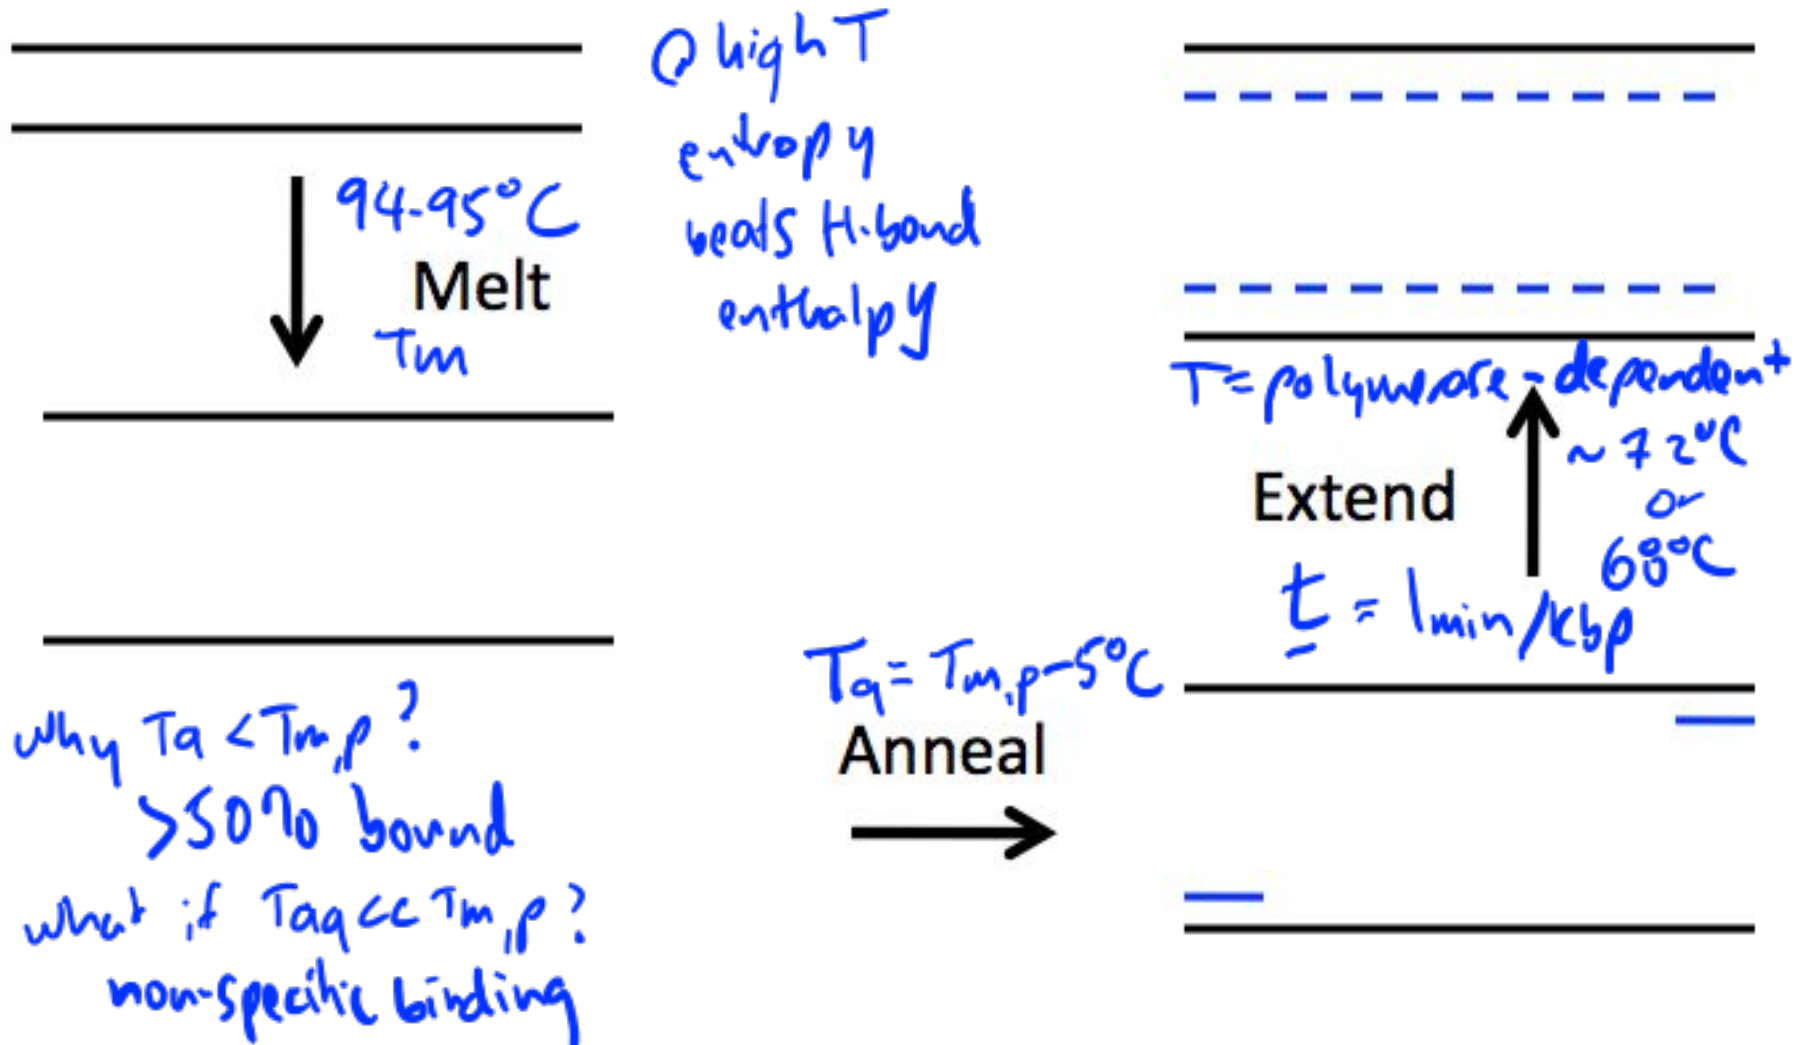 @ high T
entropy
beats H-bond
enthalpy
94-95°C
Melt
Tm
why Ta < Tm,p?
>50% bound
what if Taq << Tm,p?
non-specific binding
Ta = Tm,p-5°C
Anneal
T = polymerase-dependent
~72°C
or
68°C
Extend
t = 1min/kbp